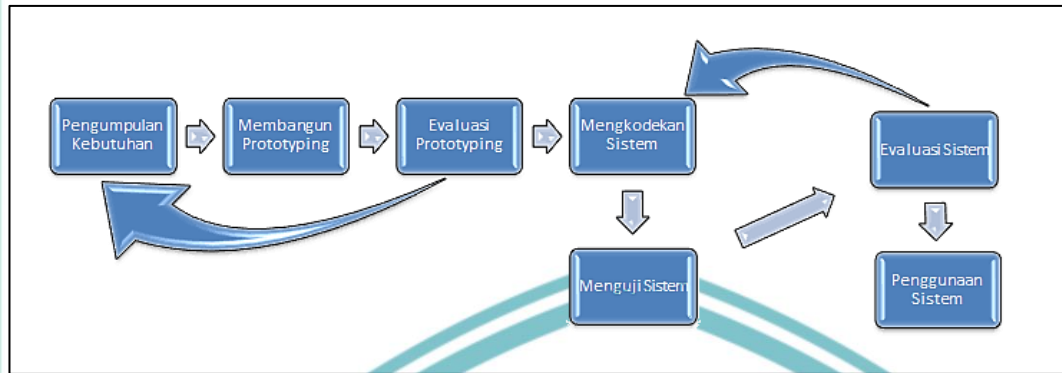 Pengumpulan
Kebutuhan
Membangun
Prototyping
Evaluasi
Prototyping
Mengkodekan
Sistem
Menguji Sistem
Evaluasi Sistem
Penggunaan
Sistem